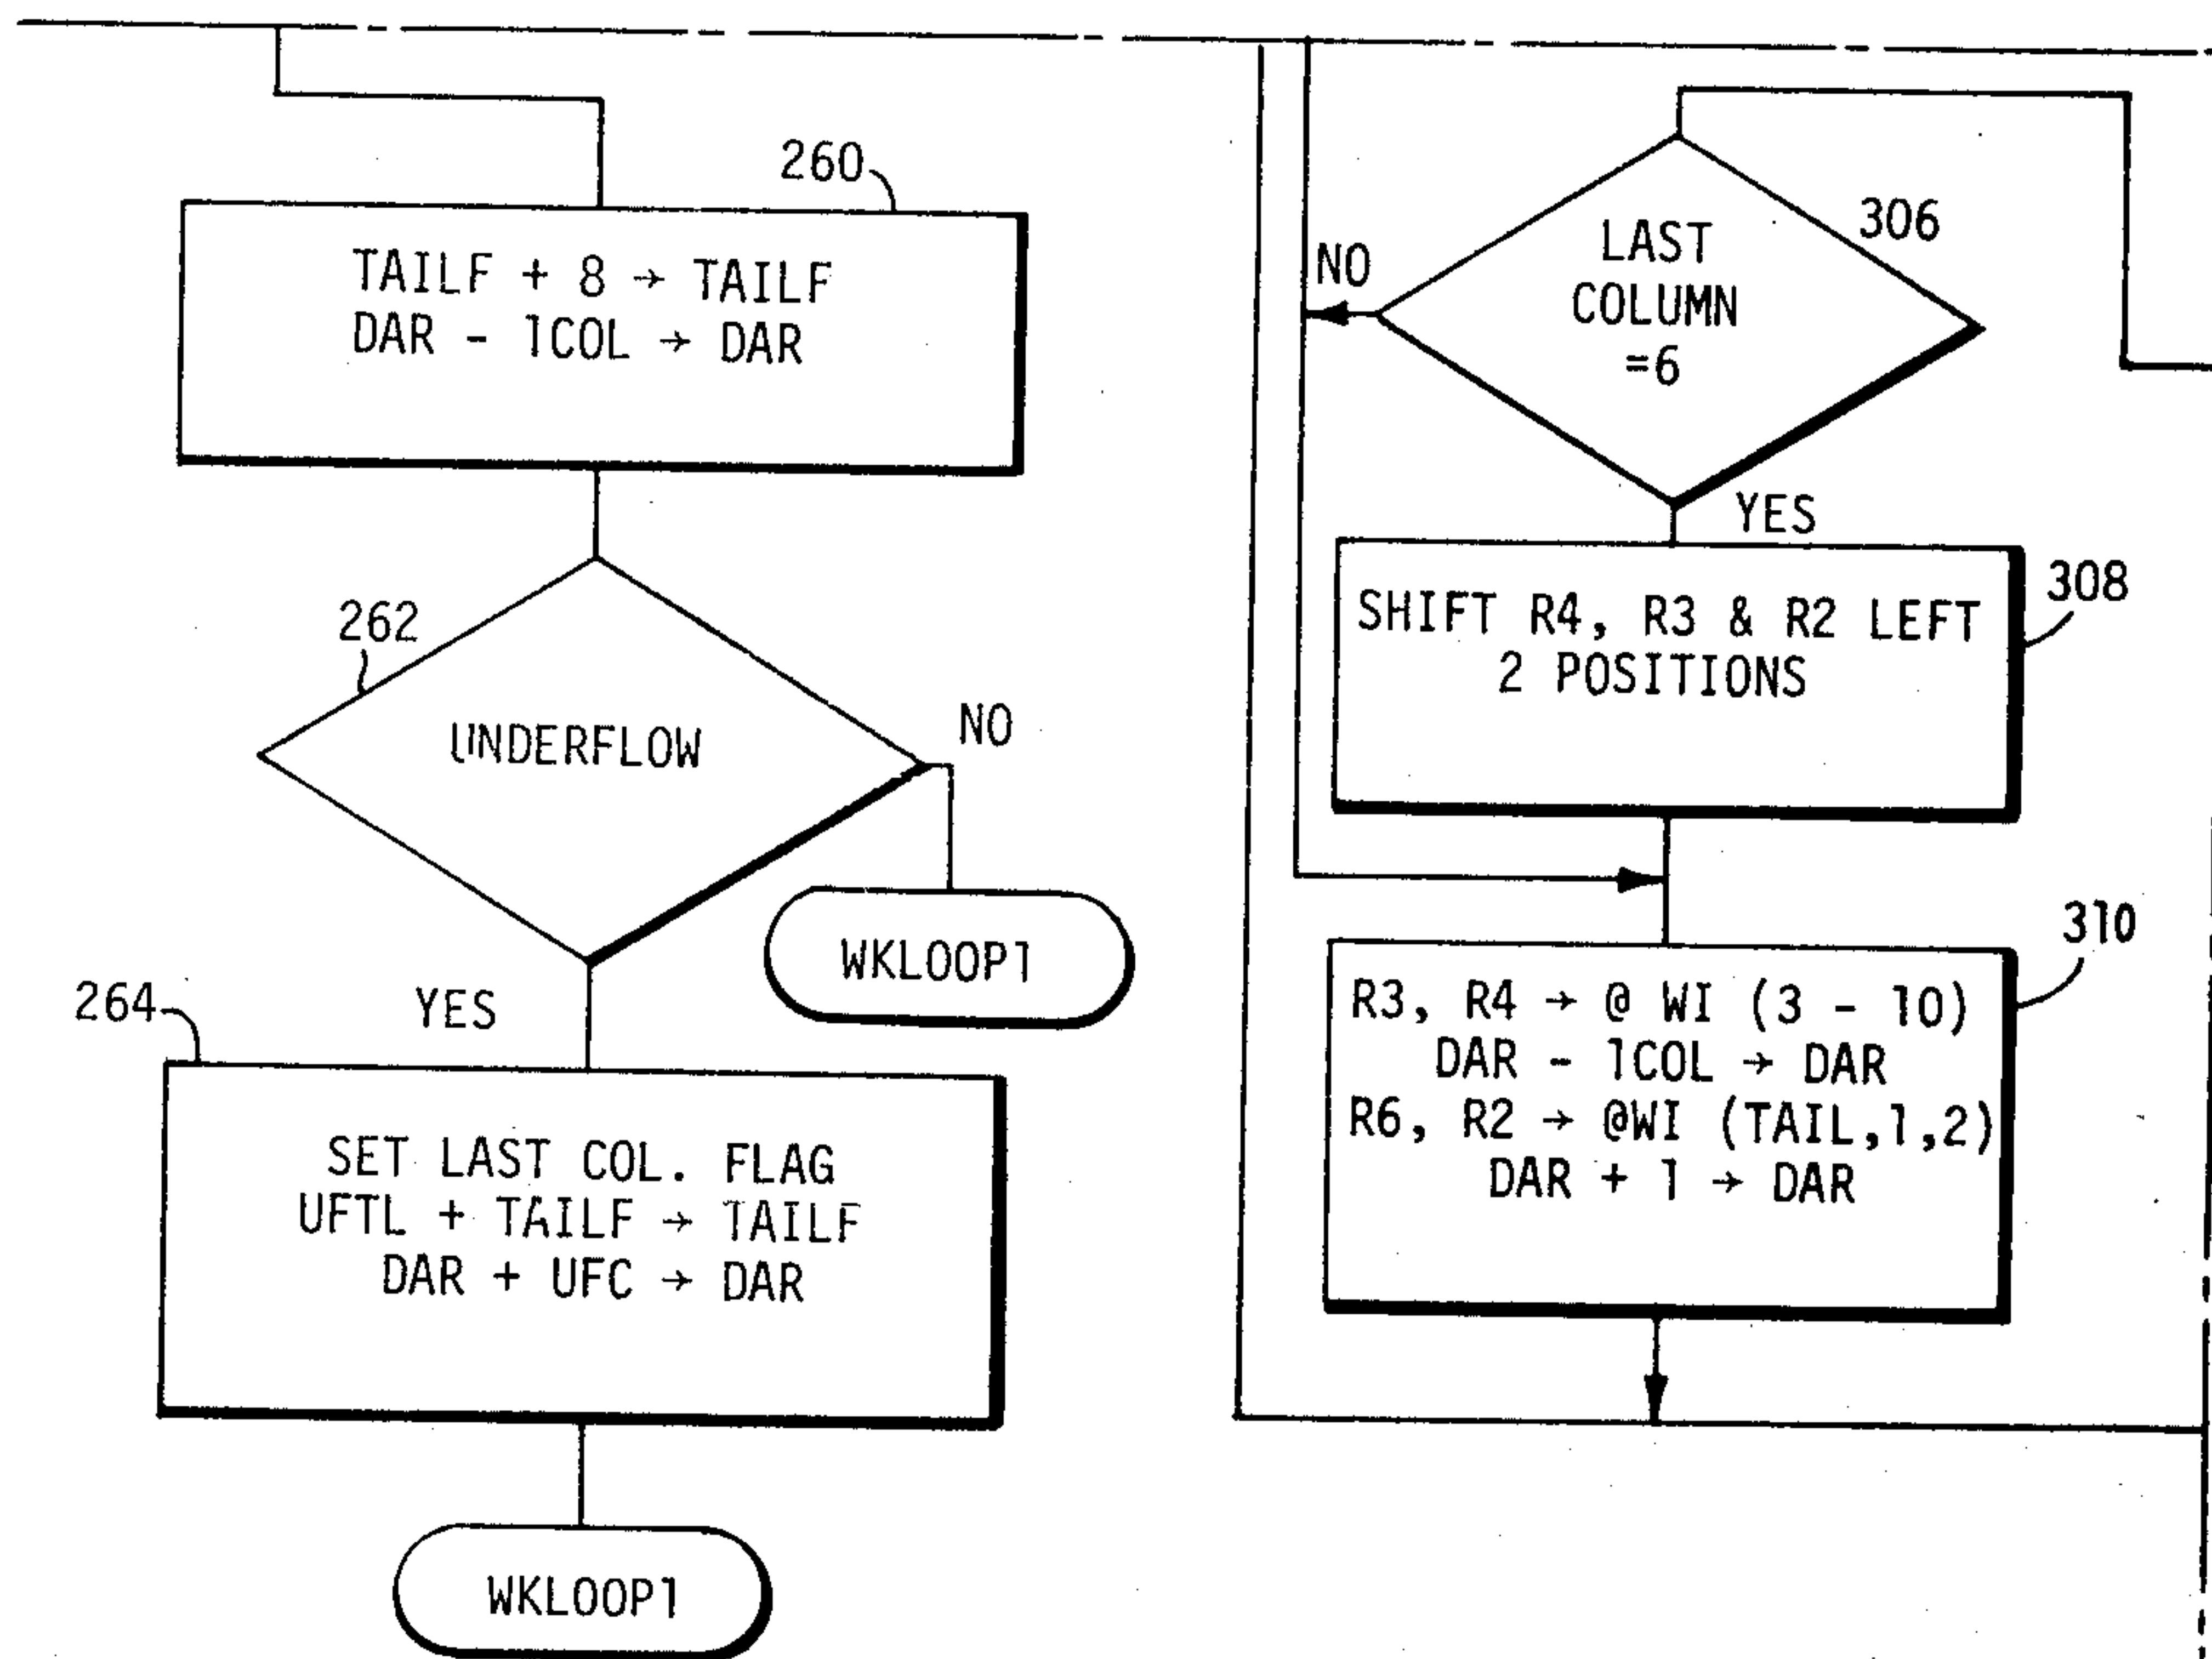 260
TAILF + 8 → TAILF
DAR - 1COL → DAR
262
UNDERFLOW
NO
WKLOOP1
YES
264
SET LAST COL. FLAG
UFTL + TAILF → TAILF
DAR + UFC → DAR
WKLOOP1
306
LAST
COLUMN
=6
NO
YES
308
SHIFT R4, R3 & R2 LEFT
2 POSITIONS
310
R3, R4 → @ WI (3 - 10)
DAR - 1COL → DAR
R6, R2 → @WI (TAIL,1,2)
DAR + 1 → DAR